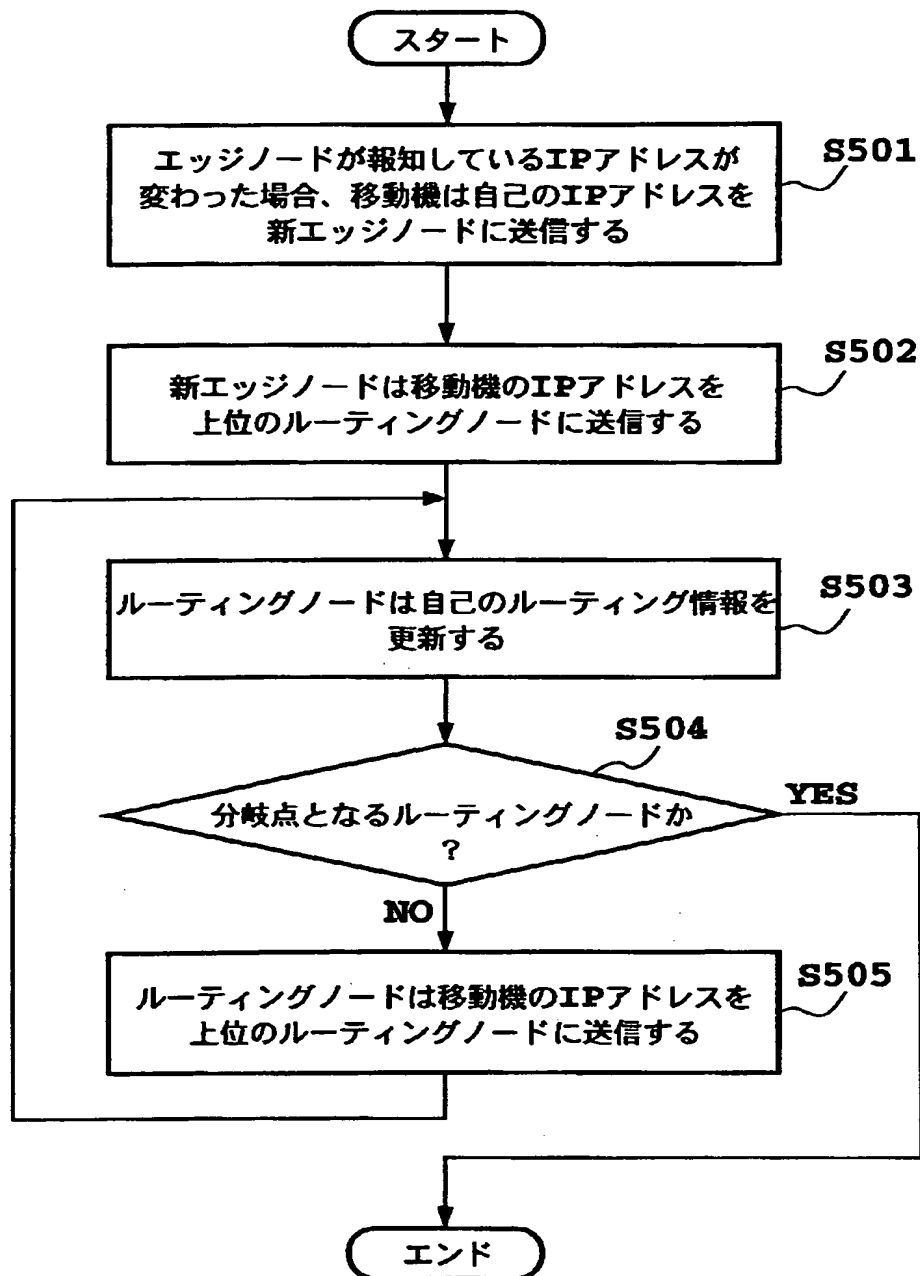 スタート
エッジノードが報知しているIPアドレスが
変わった場合、移動機は自己のIPアドレスを
新エッジノードに送信する
S501
新エッジノードは移動機のIPアドレスを
上位のルーティングノードに送信する
S502
ルーティングノードは自己のルーティング情報を
更新する
S503
分岐点となるルーティングノードか
?
S504
YES
NO
ルーティングノードは移動機のIPアドレスを
上位のルーティングノードに送信する
S505
エンド